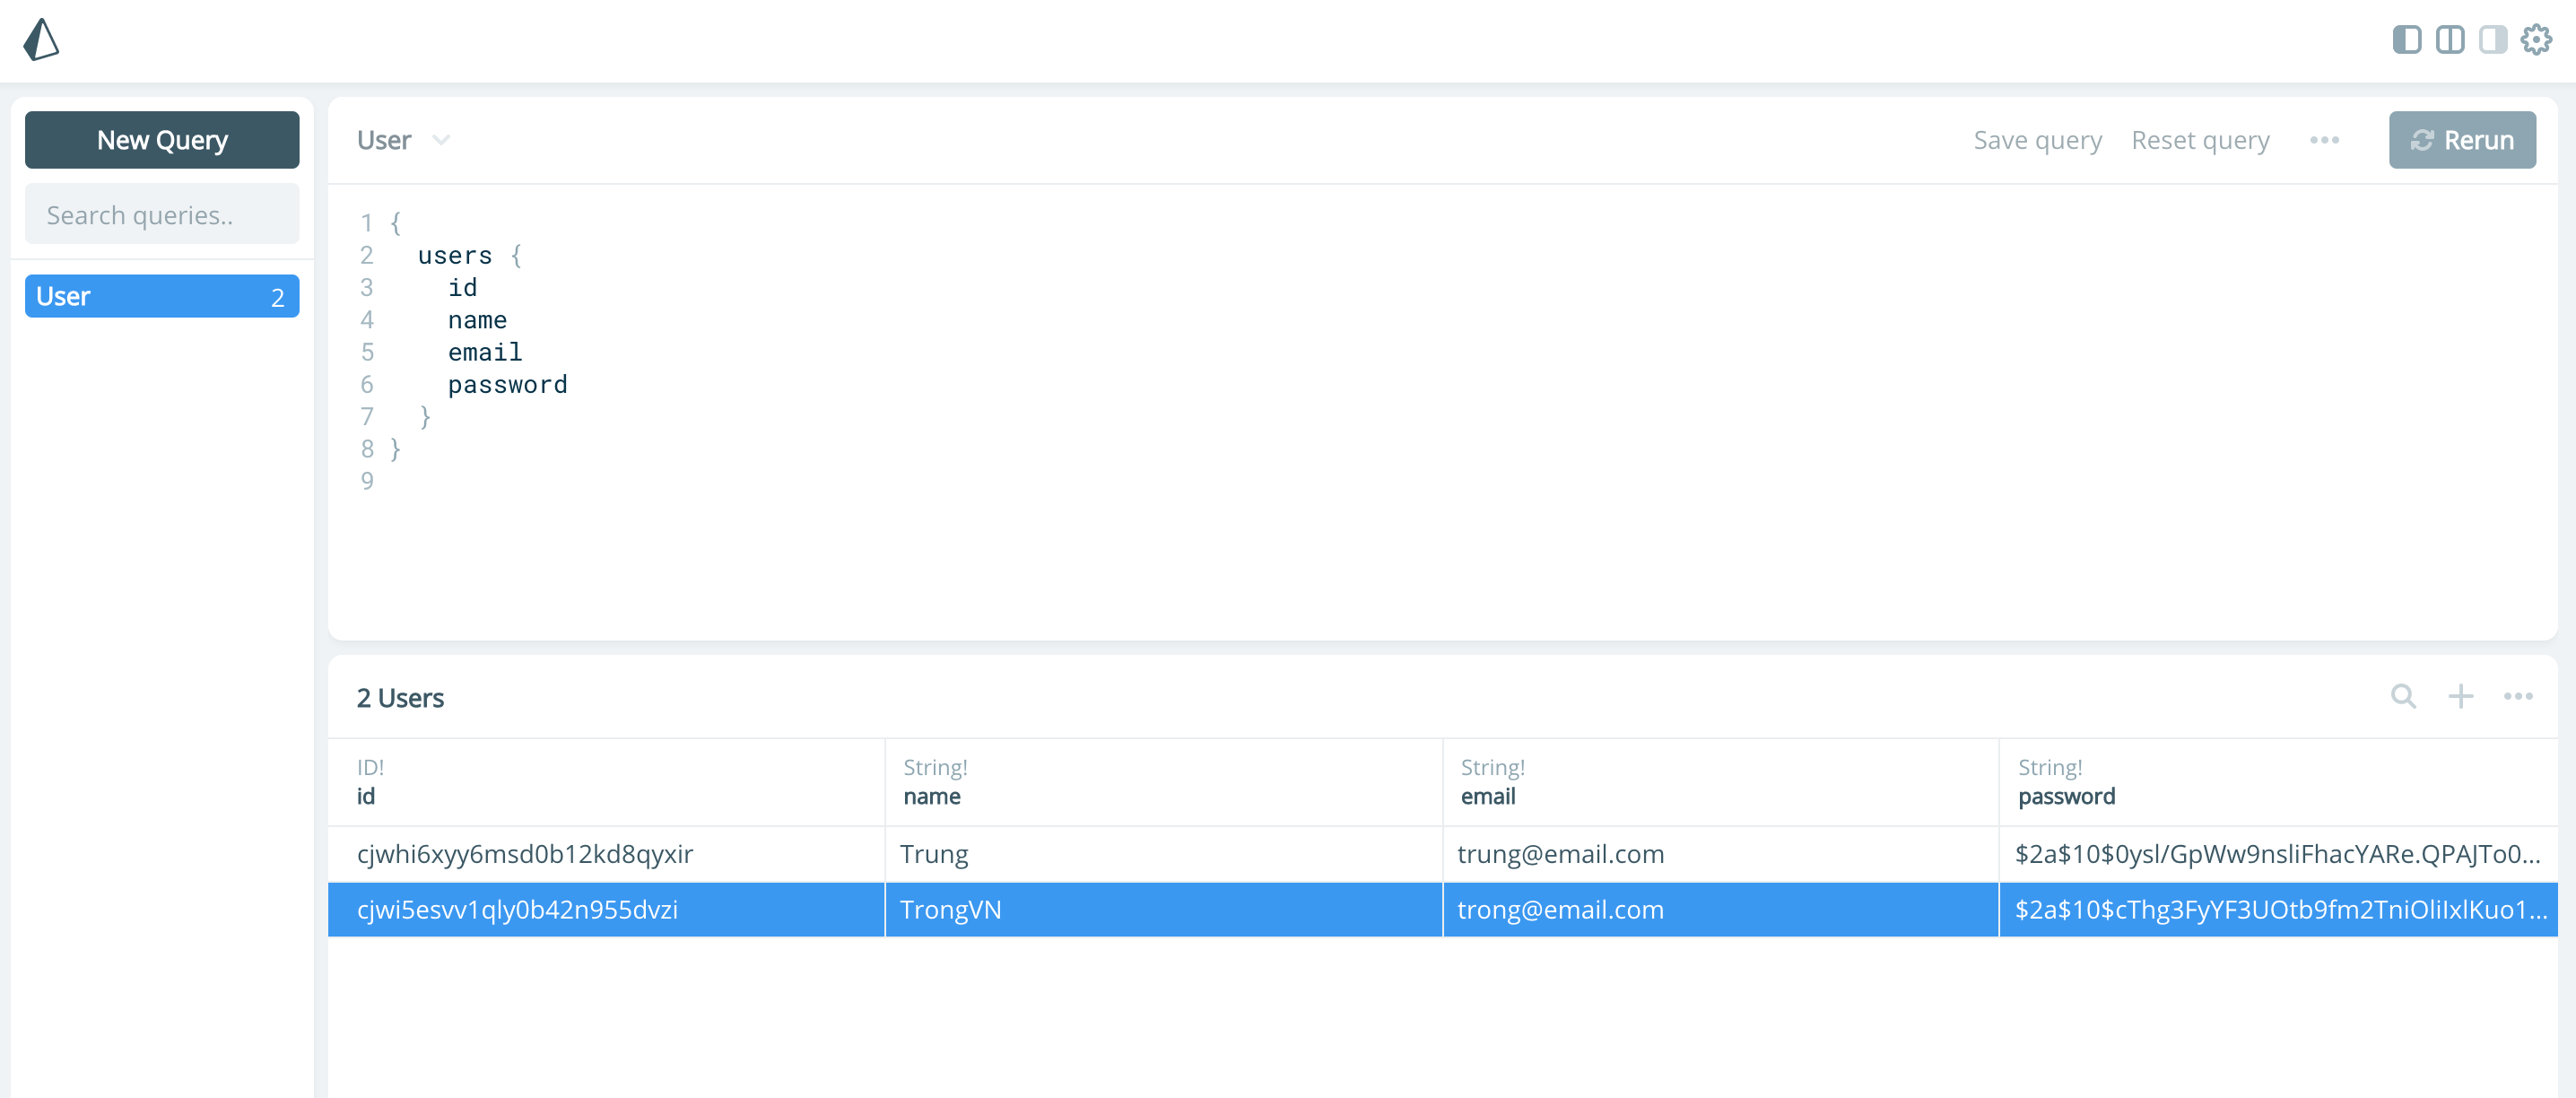 New Query
Search queries..
User 2
User
Save query Reset query ••• Rerun
1 {
2 users {
3 id
4 name
5 email
6 password
7 }
8 }
9
2 Users
ID! String! String! String!
id name email password
cjwhi6xyy6msd0b12kd8qyxir Trung trung@email.com $2a$10$0ysl/GpWw9nsliFhacYARe.QPAJTo0...
cjwi5esvv1qly0b42n955dvzi TrongVN trong@email.com $2a$10$cThg3FyYF3UOtb9fm2TniOliIxlKuo1...